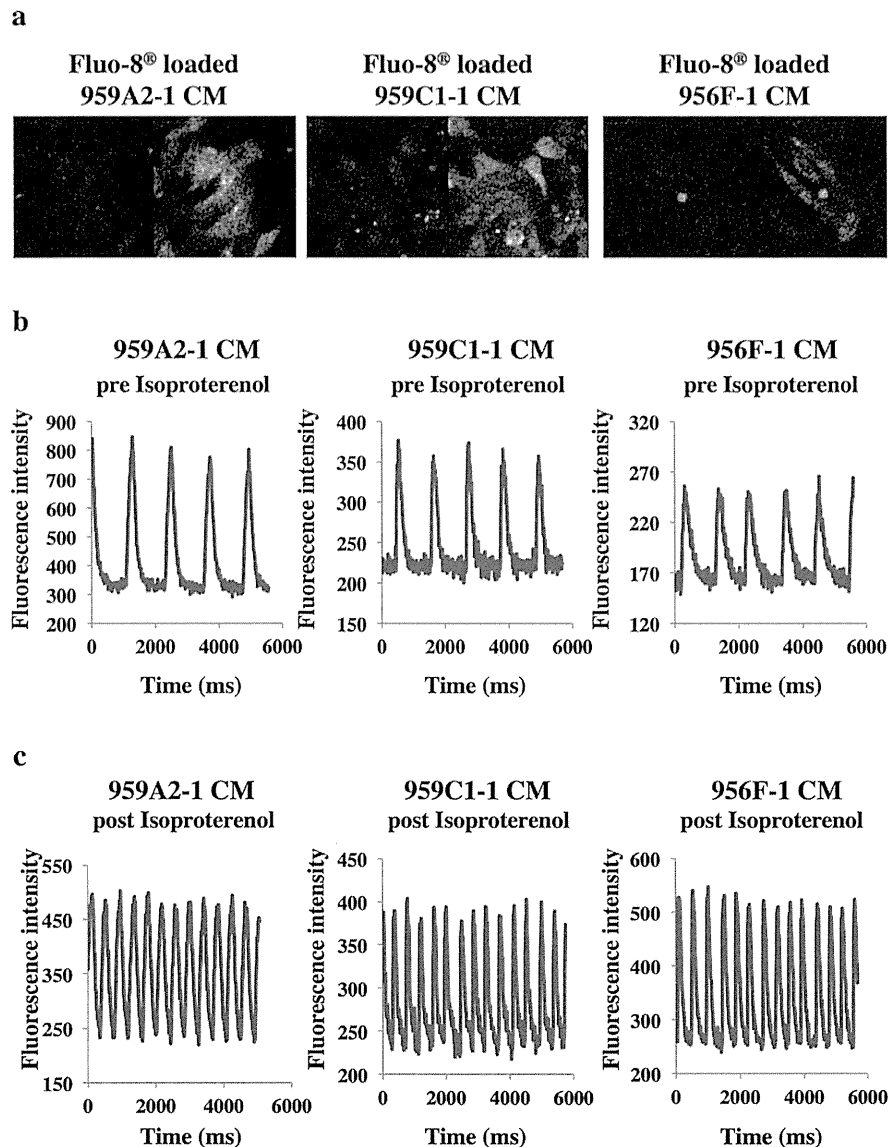 a
Fluo-8® loaded
959A2-1 CM
Fluo-8® loaded
959C1-1 CM
Fluo-8® loaded
956F-1 CM
b
959A2-1 CM
pre Isoproterenol
Fluorescence intensity
900
800
700
600
500
400
300
200
0 2000 4000 6000
Time (ms)
959C1-1 CM
pre Isoproterenol
Fluorescence intensity
400
350
300
250
200
150
0 2000 4000 6000
Time (ms)
956F-1 CM
pre Isoproterenol
Fluorescence intensity
320
270
220
170
120
0 2000 4000 6000
Time (ms)
c
959A2-1 CM
post Isoproterenol
Fluorescence intensity
550
450
350
250
150
0 2000 4000 6000
Time (ms)
959C1-1 CM
post Isoproterenol
Fluorescence intensity
450
400
350
300
250
200
0 2000 4000 6000
Time (ms)
956F-1 CM
post Isoproterenol
Fluorescence intensity
600
500
400
300
200
0 2000 4000 6000
Time (ms)